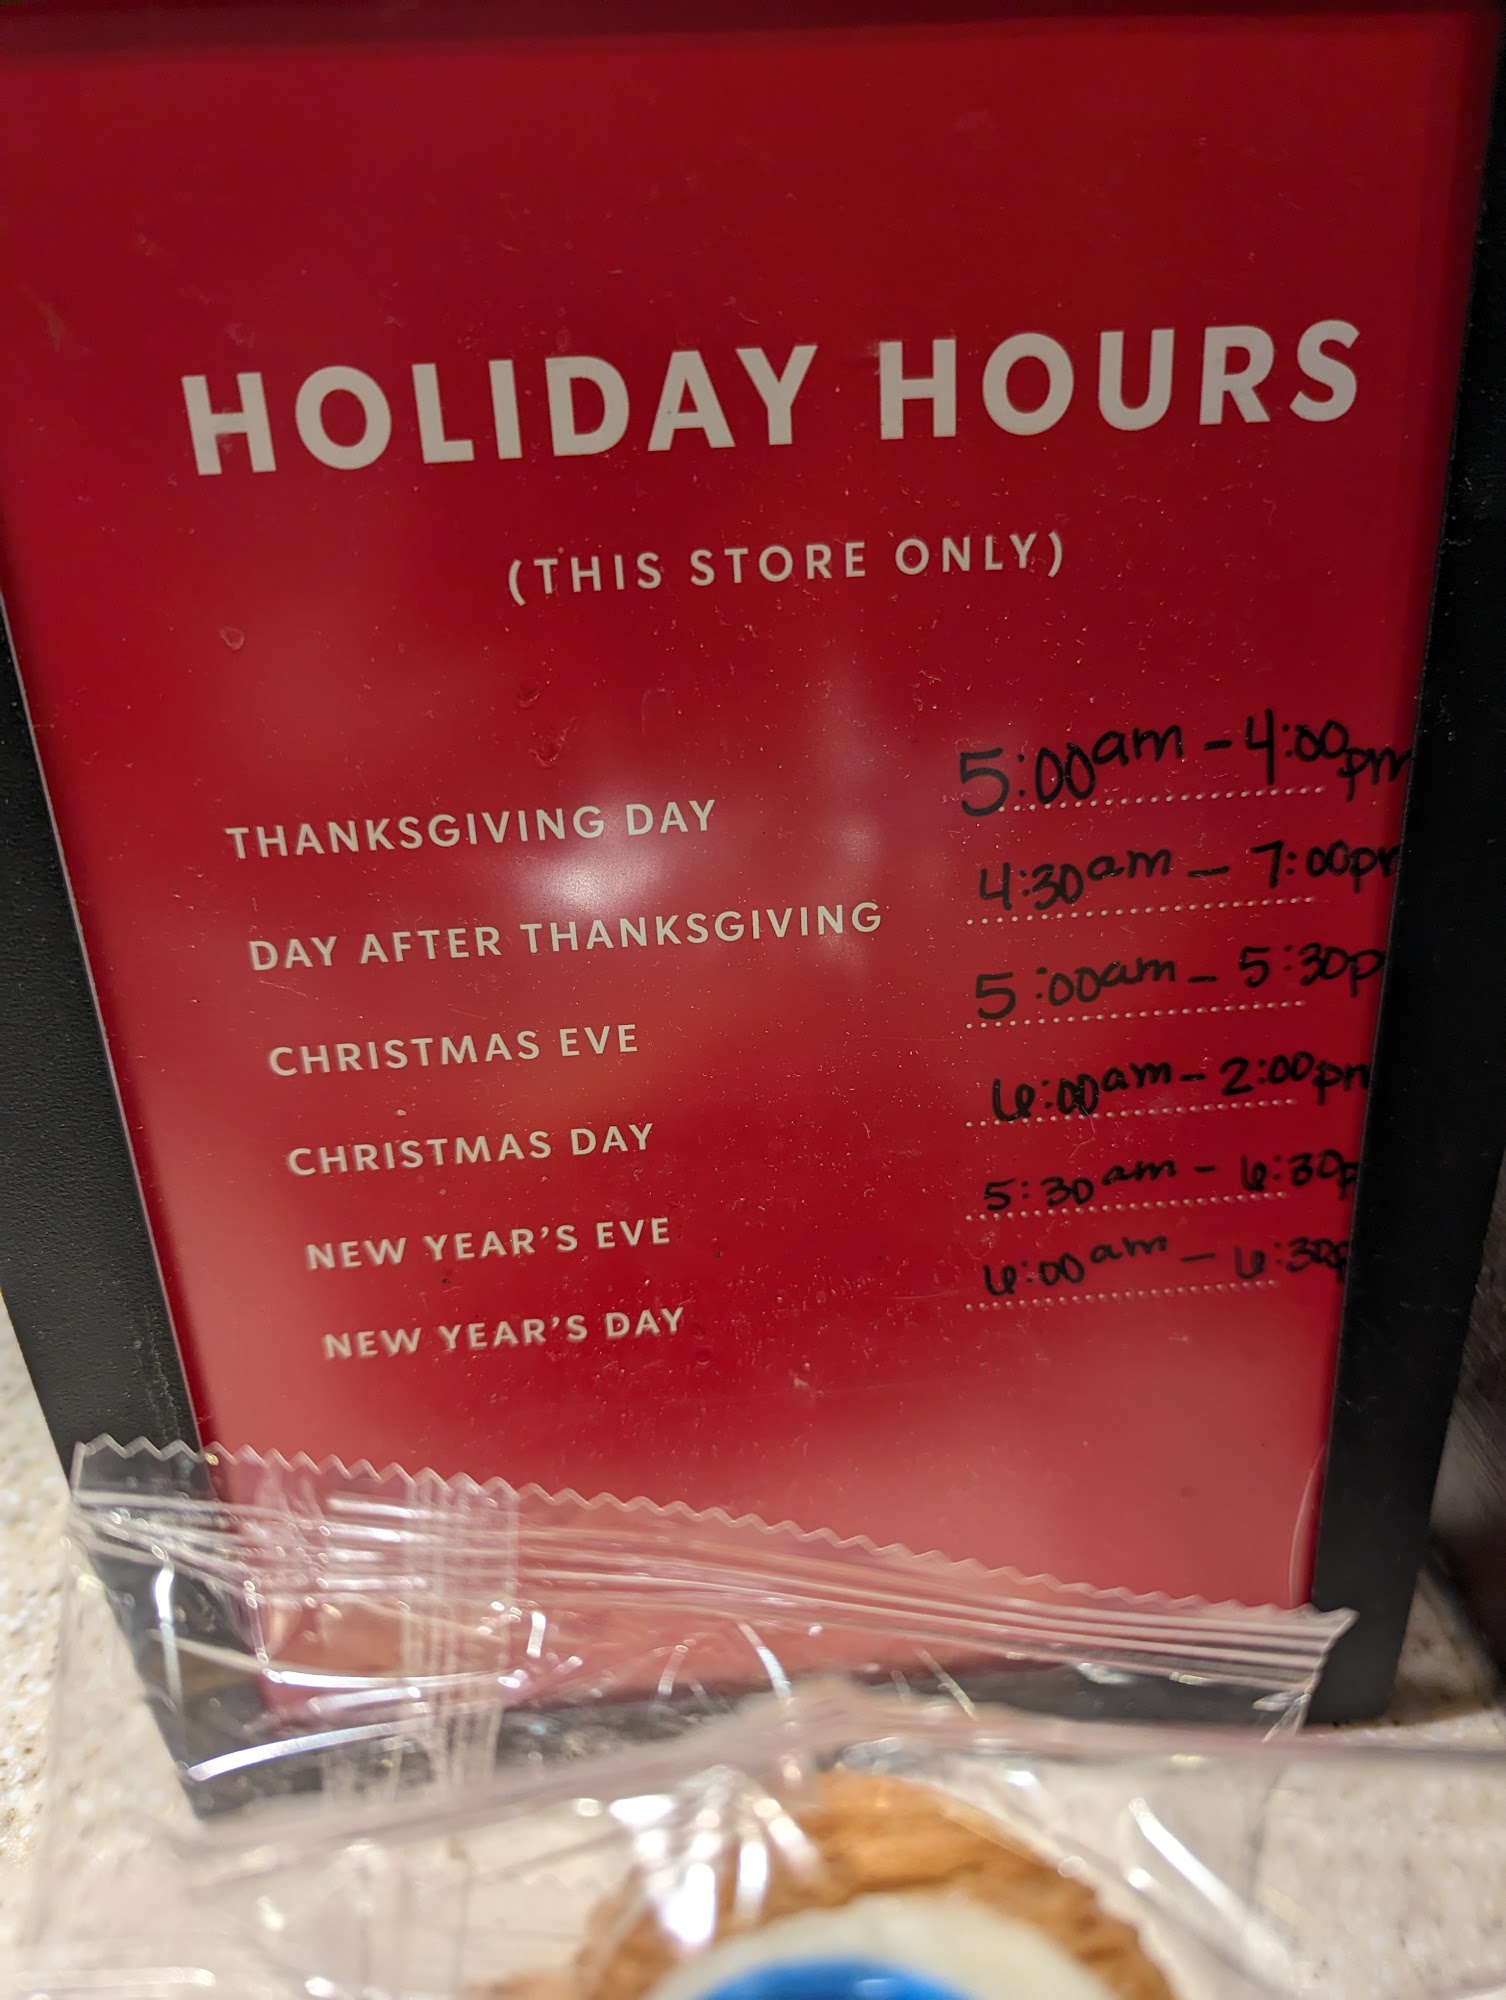 HOLIDAY HOURS
(THIS STORE ONLY)
THANKSGIVING DAY 5:00am - 4:00pm
DAY AFTER THANKSGIVING 4:30am - 7:00pm
CHRISTMAS EVE 5:00am - 5:30p
CHRISTMAS DAY 6:00am - 2:00pm
NEW YEAR'S EVE 5:30am - 6:30p
NEW YEAR'S DAY 6:00am - 6:30p